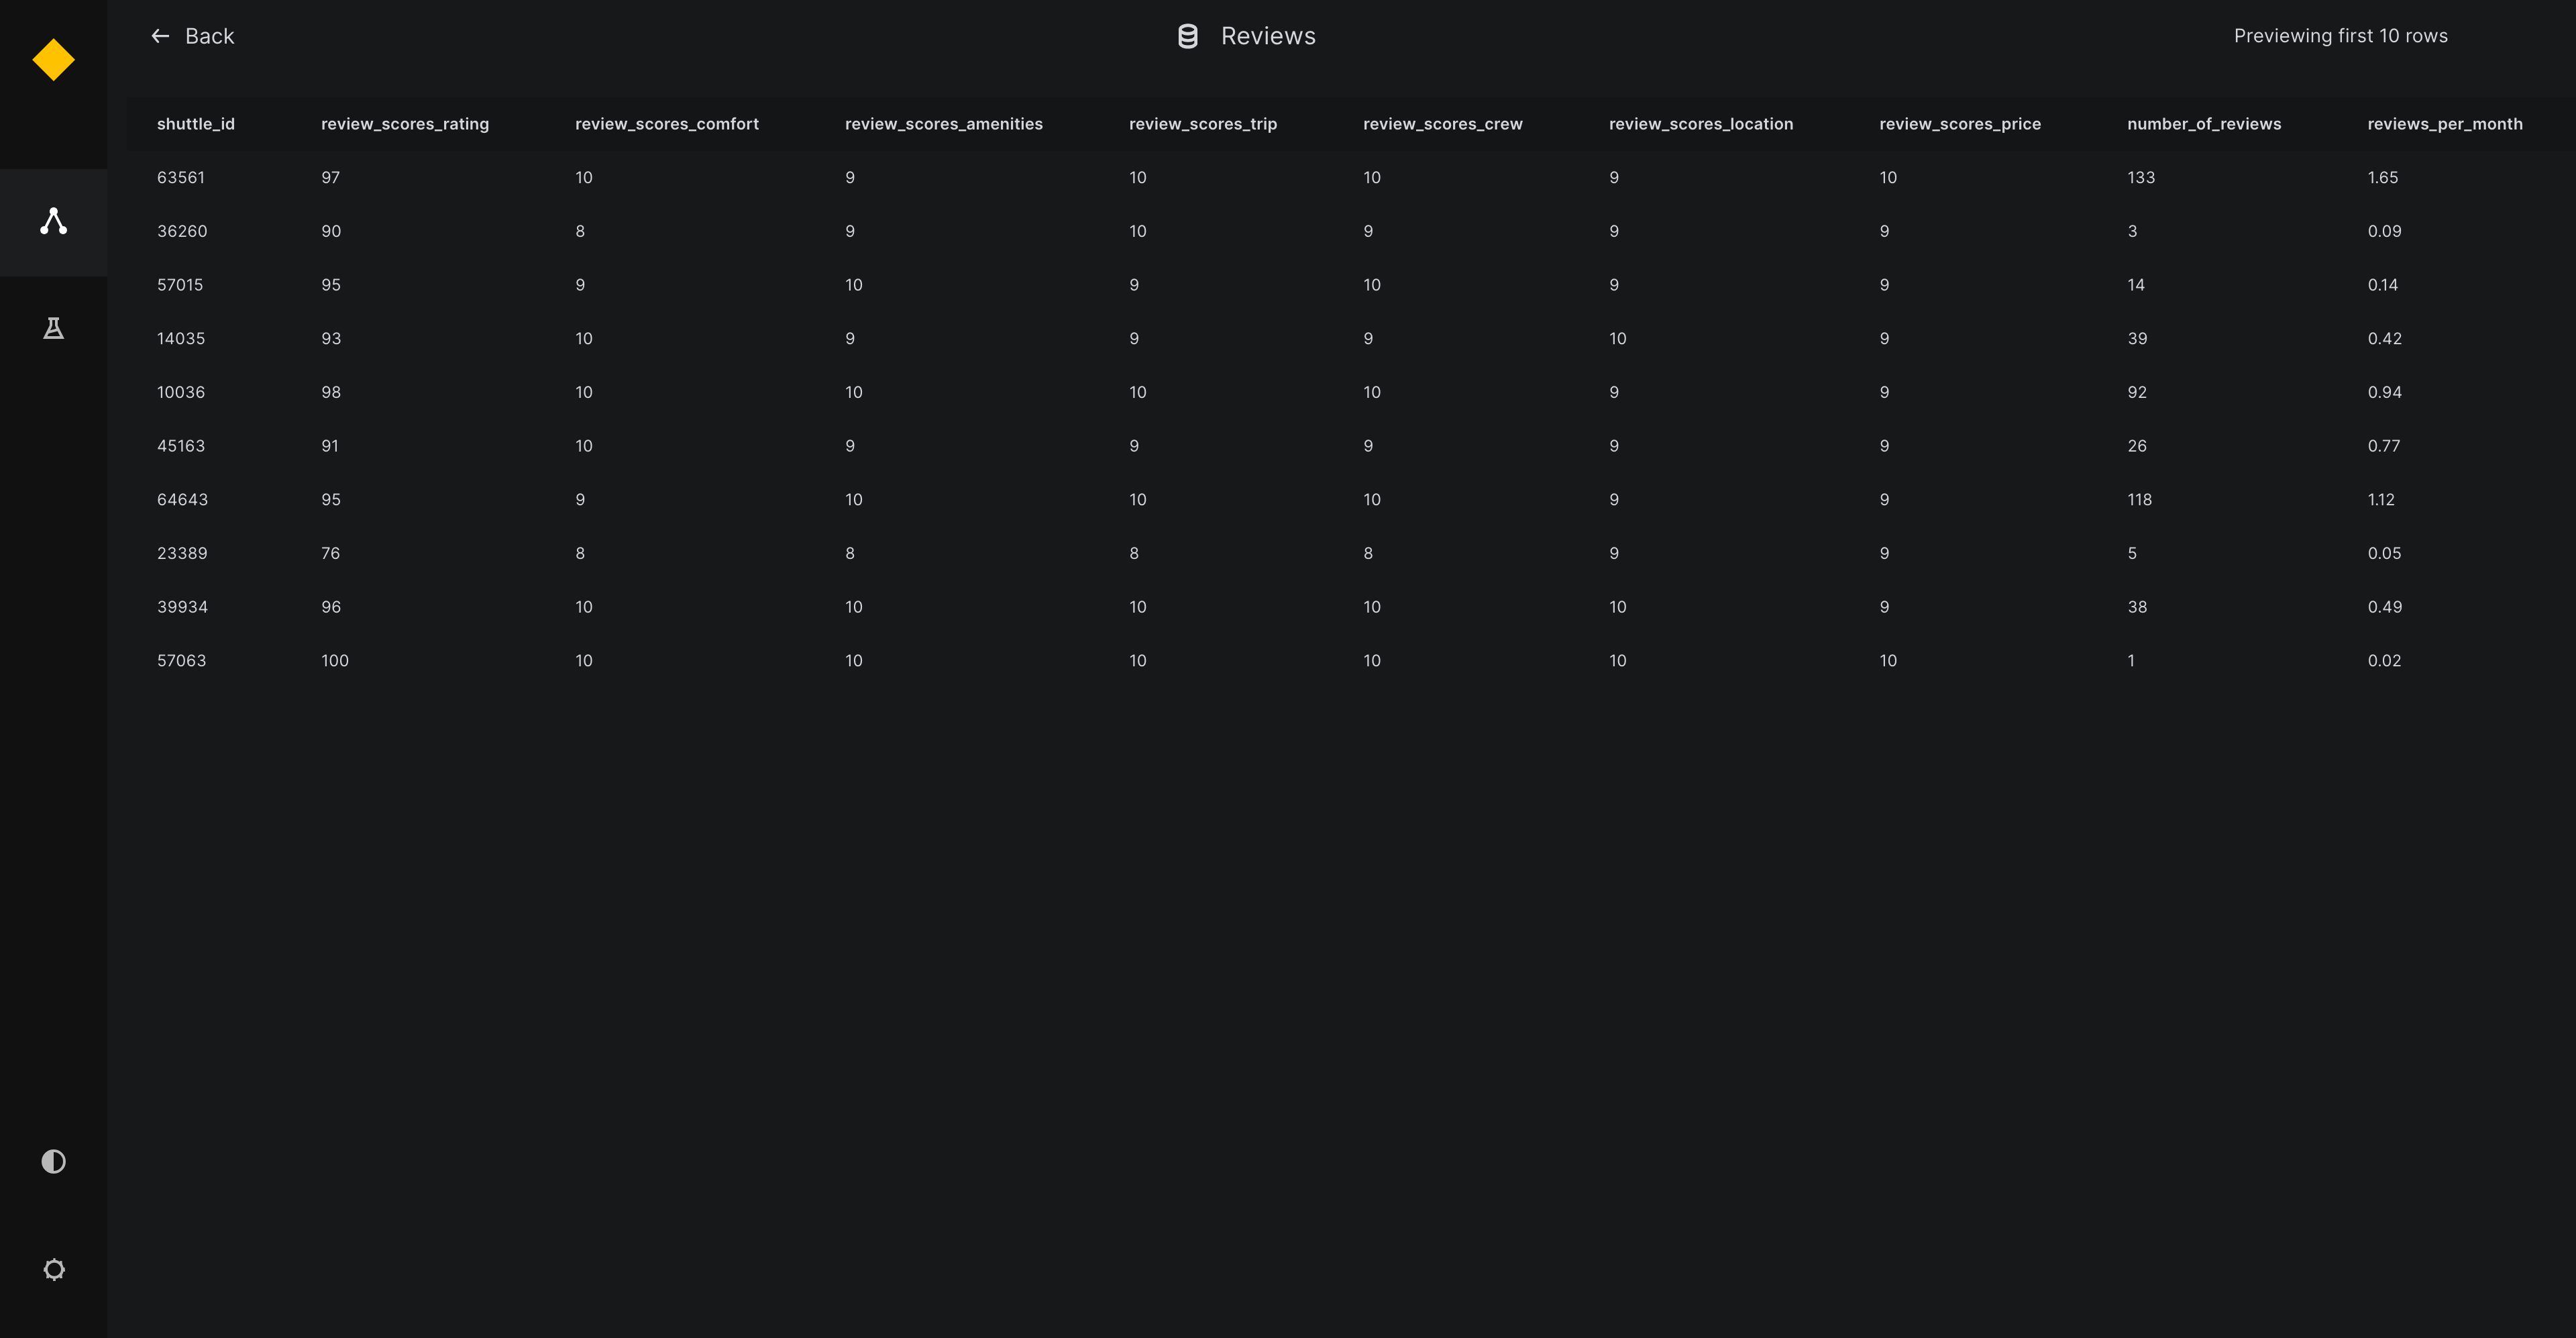 Back Reviews Previewing first 10 rows
shuttle_id review_scores_rating review_scores_comfort review_scores_amenities review_scores_trip review_scores_crew review_scores_location review_scores_price number_of_reviews reviews_per_month
63561 97 10 9 10 10 9 10 133 1.65
36260 90 8 9 10 9 9 9 3 0.09
57015 95 9 10 9 10 9 9 14 0.14
14035 93 10 9 9 9 10 9 39 0.42
10036 98 10 10 10 10 9 9 92 0.94
45163 91 10 9 9 9 9 9 26 0.77
64643 95 9 10 10 10 9 9 118 1.12
23389 76 8 8 8 8 9 9 5 0.05
39934 96 10 10 10 10 10 9 38 0.49
57063 100 10 10 10 10 10 10 1 0.02